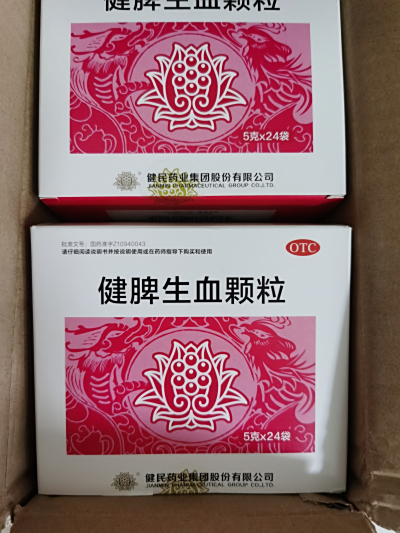 健脾生血颗粒
5克x24袋
健民药业集团股份有限公司
JIANMIN PHARMACEUTICAL GROUP CO.,LTD.
批准文号：国药准字Z10940043
请仔细阅读说明书并按说明使用或在药师指导下购买和使用
OTC
健脾生血颗粒
5克x24袋
健民药业集团股份有限公司
JIANMIN PHARMACEUTICAL GROUP CO.,LTD.